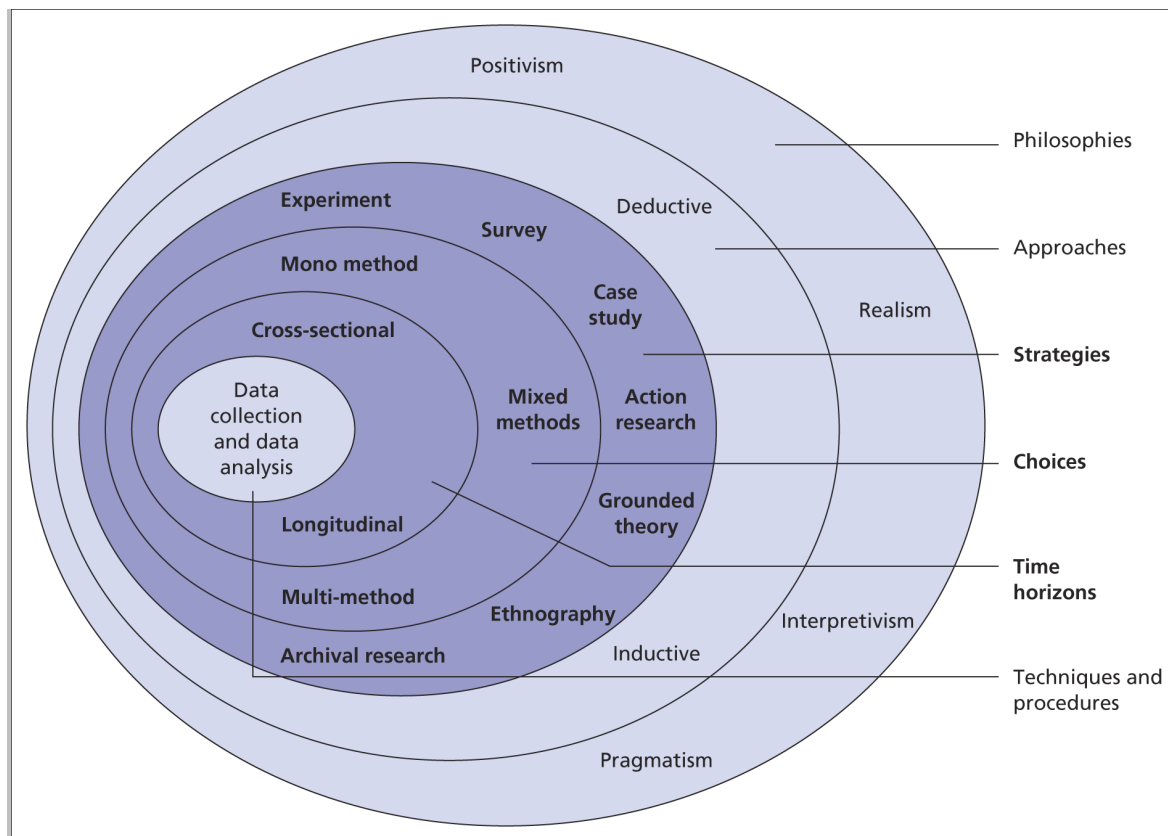 Positivism
Philosophies
Experiment
Deductive
Survey
Approaches
Mono method
Case
study
Realism
Cross-sectional
Strategies
Data
collection
and data
analysis
Mixed
methods
Action
research
Choices
Grounded
theory
Longitudinal
Time
horizons
Multi-method
Ethnography
Interpretivism
Archival research
Inductive
Techniques and
procedures
Pragmatism